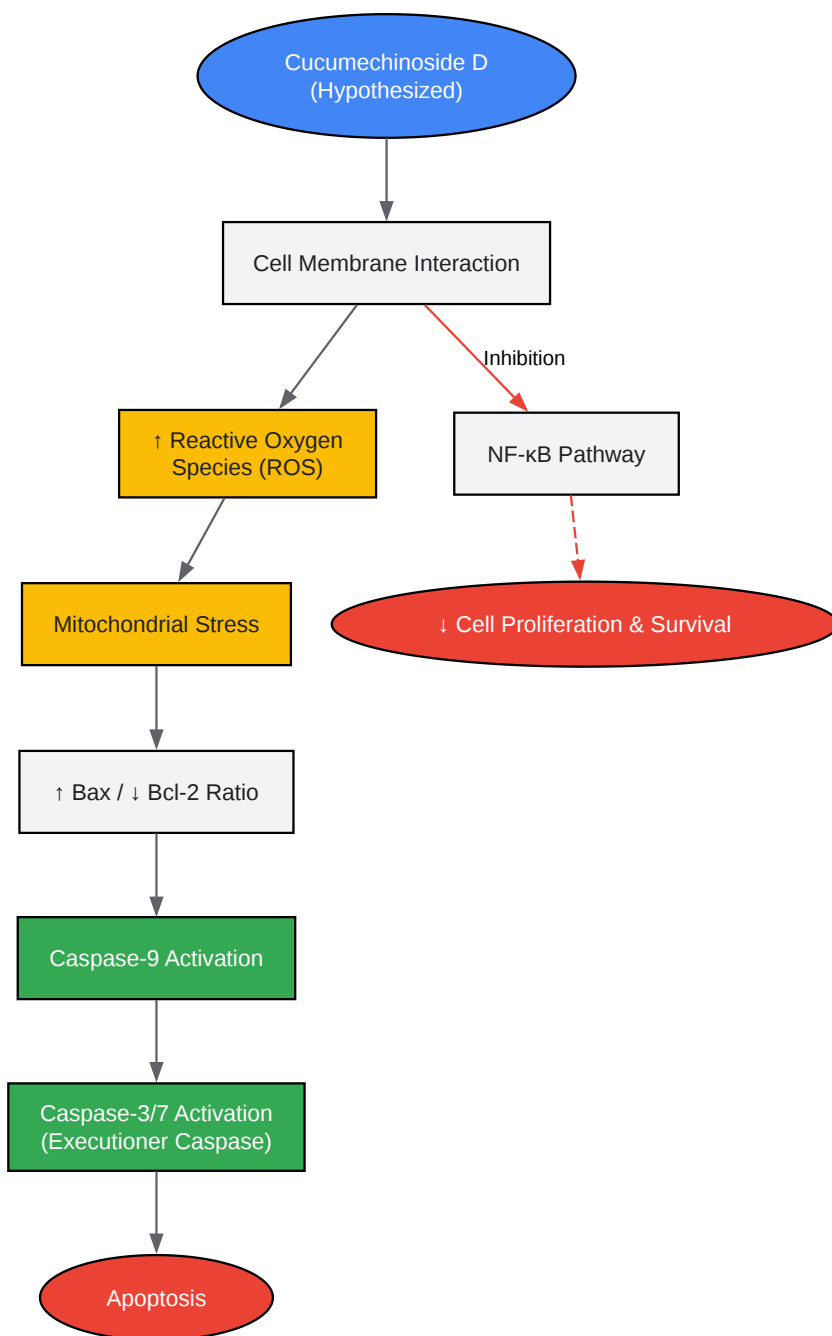 Cucumechinoside D
(Hypothesized)
Cell Membrane Interaction
Inhibition
↑ Reactive Oxygen
Species (ROS)
NF-κB Pathway
Mitochondrial Stress
↓ Cell Proliferation & Survival
↑ Bax / ↓ Bcl-2 Ratio
Caspase-9 Activation
Caspase-3/7 Activation
(Executioner Caspase)
Apoptosis